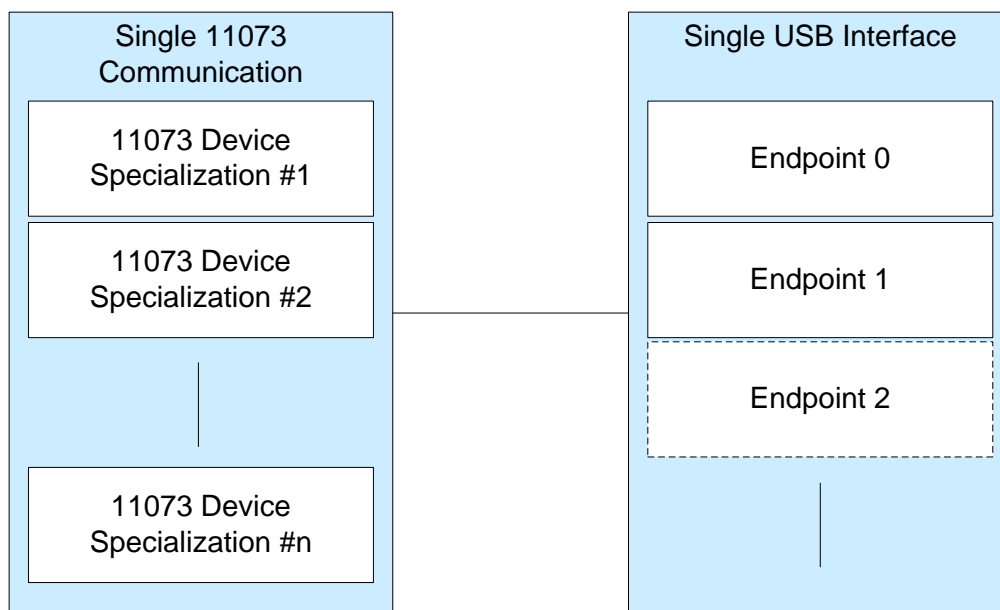 Single 11073
Communication
11073 Device
Specialization #1
11073 Device
Specialization #2
11073 Device
Specialization #n
Single USB Interface
Endpoint 0
Endpoint 1
Endpoint 2